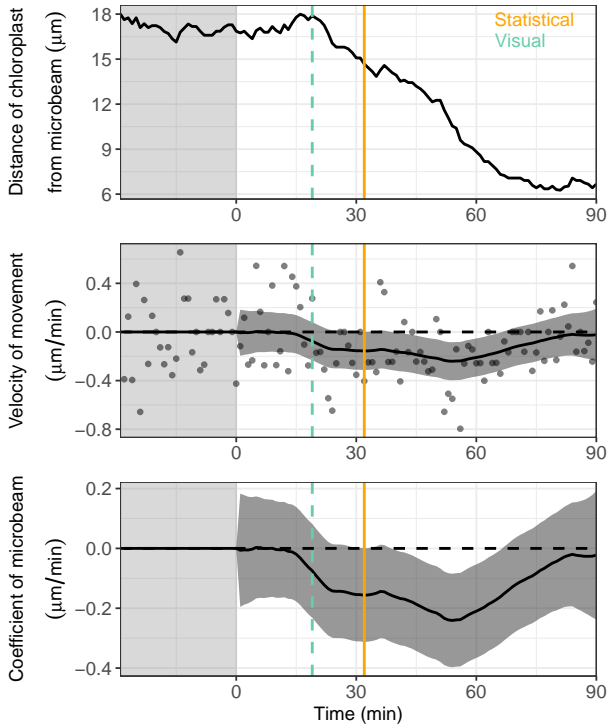 Distance of chloroplast
from microbeam (μm)
18
15
12
9
6
Statistical
Visual
0
30
60
90
Velocity of movement
(μm/min)
0.4
0.0
−0.4
−0.8
0
30
60
90
Coefficient of microbeam
(μm/min)
0.2
0.0
−0.2
−0.4
0
30
60
90
Time (min)